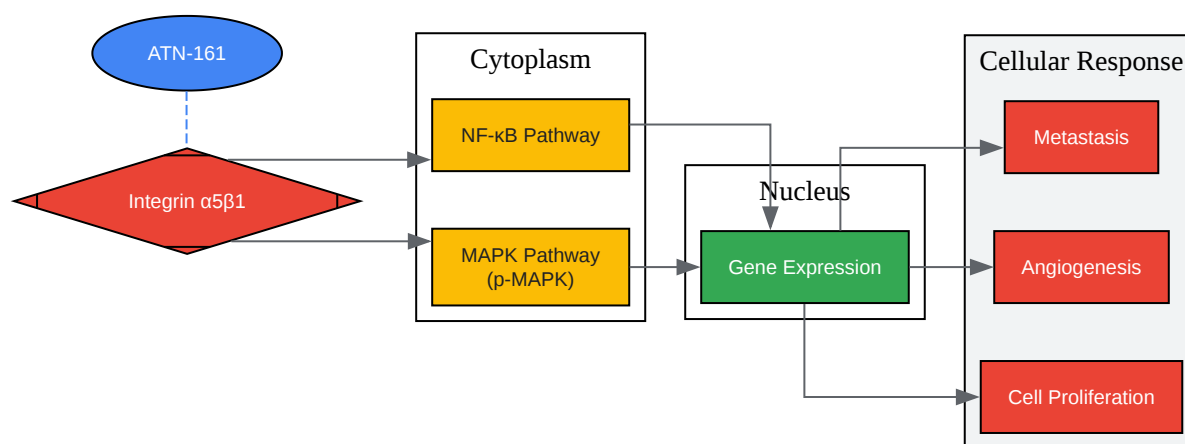 ATN-161
Integrin α5β1
Cytoplasm
NF-κB Pathway
MAPK Pathway
(p-MAPK)
Nucleus
Gene Expression
Cellular Response
Metastasis
Angiogenesis
Cell Proliferation